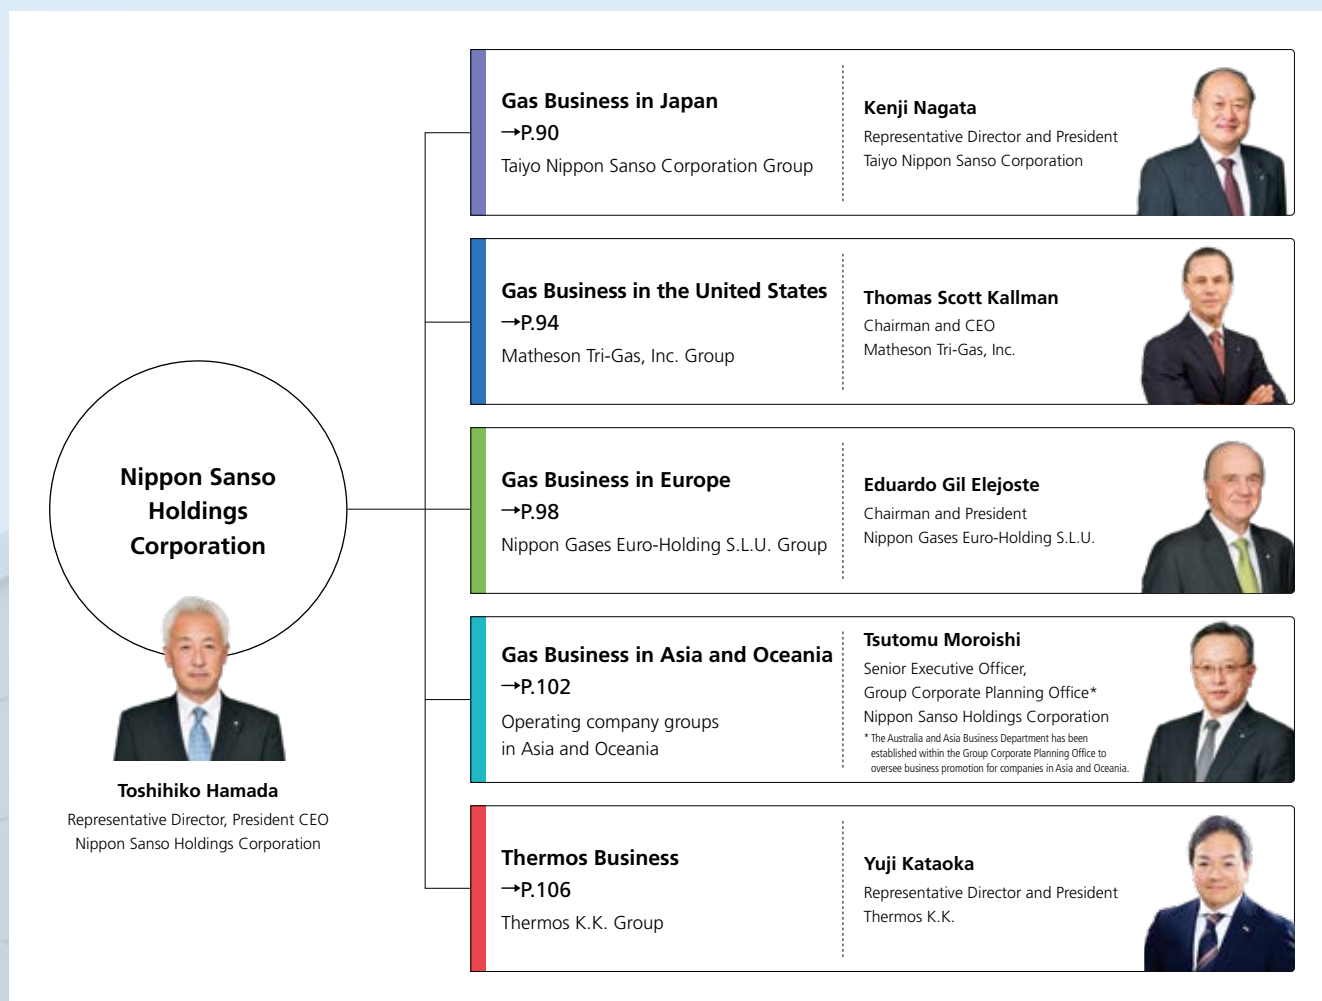 Nippon Sanso
Holdings
Corporation
Toshihiko Hamada
Representative Director, President CEO
Nippon Sanso Holdings Corporation
Gas Business in Japan
→P.90
Taiyo Nippon Sanso Corporation Group
Kenji Nagata
Representative Director and President
Taiyo Nippon Sanso Corporation
Gas Business in the United States
→P.94
Matheson Tri-Gas, Inc. Group
Thomas Scott Kallman
Chairman and CEO
Matheson Tri-Gas, Inc.
Gas Business in Europe
→P.98
Nippon Gases Euro-Holding S.L.U. Group
Eduardo Gil Elejoste
Chairman and President
Nippon Gases Euro-Holding S.L.U.
Gas Business in Asia and Oceania
→P.102
Operating company groups
in Asia and Oceania
Tsutomu Moroishi
Senior Executive Officer,
Group Corporate Planning Office*
Nippon Sanso Holdings Corporation
* The Australia and Asia Business Department has been
established within the Group Corporate Planning Office to
oversee business promotion for companies in Asia and Oceania.
Thermos Business
→P.106
Thermos K.K. Group
Yuji Kataoka
Representative Director and President
Thermos K.K.